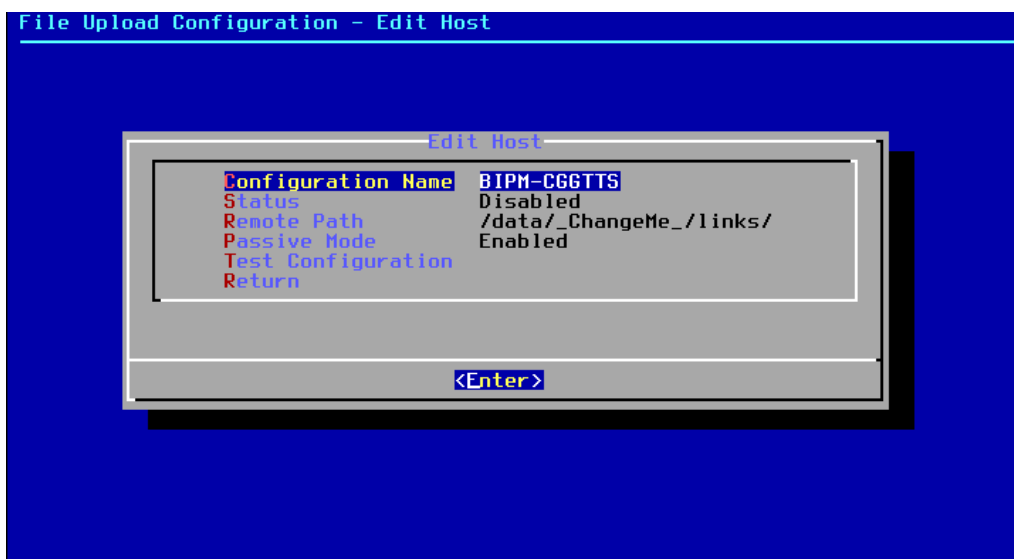 File Upload Configuration - Edit Host
Edit Host
Configuration Name BIPM-CGGTTS
Status Disabled
Remote Path /data/_ChangeMe_/links/
Passive Mode Enabled
Test Configuration
Return
<Enter>